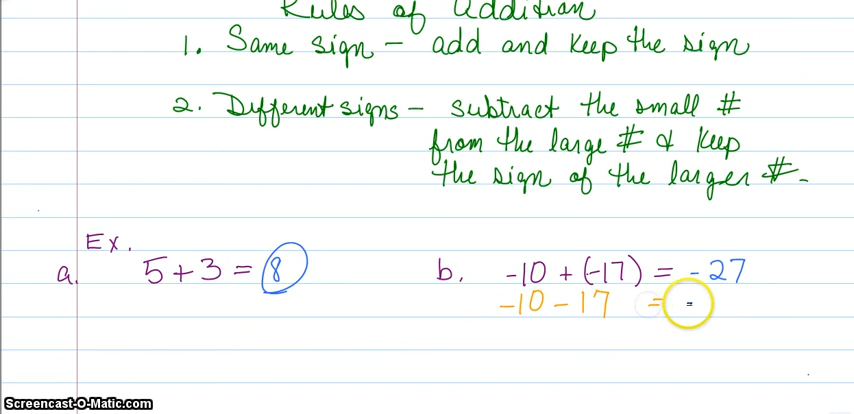 Rules of Addition
1. Same sign – add and keep the sign
2. Different signs – subtract the small #
from the large # & keep
the sign of the larger #.
Ex.
a. 5 + 3 = 8
b. -10 + (-17) = -27
-10 - 17 =
Screencast-O-Matic.com